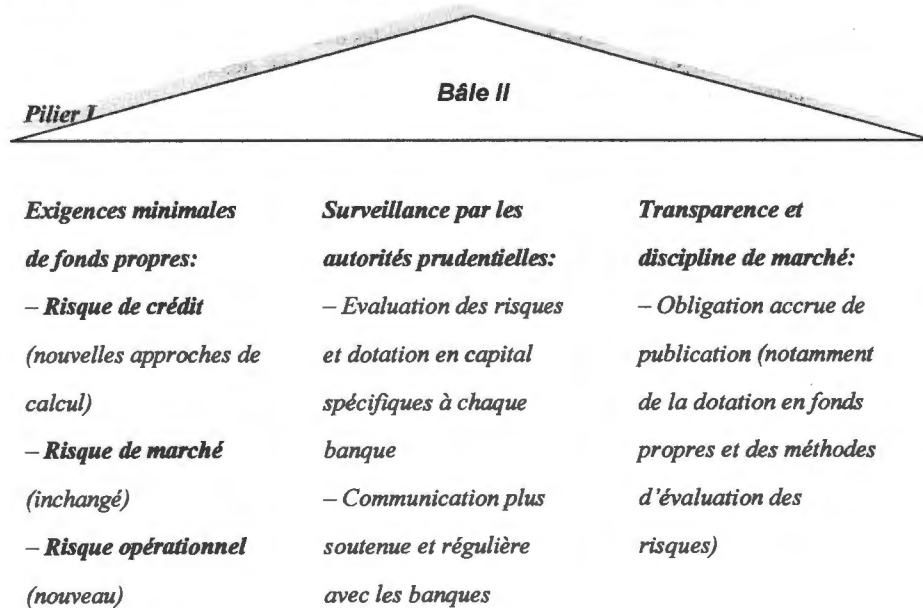 Bâle II
Pilier I
Exigences minimales
de fonds propres:
– Risque de crédit
(nouvelles approches de
calcul)
– Risque de marché
(inchangé)
– Risque opérationnel
(nouveau)
Surveillance par les
autorités prudentielles:
– Evaluation des risques
et dotation en capital
spécifiques à chaque
banque
– Communication plus
soutenue et régulière
avec les banques
Transparence et
discipline de marché:
– Obligation accrue de
publication (notamment
de la dotation en fonds
propres et des méthodes
d'évaluation des
risques)